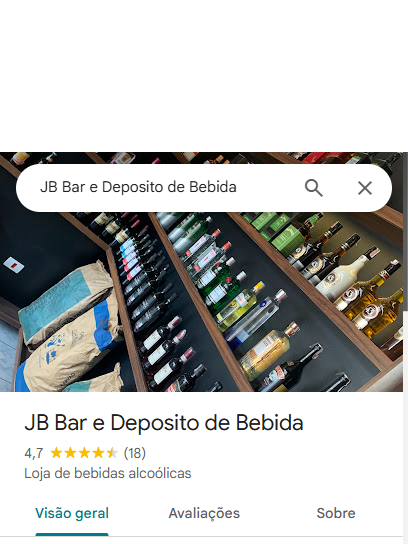 JB Bar e Deposito de Bebida
JB Bar e Deposito de Bebida
4,7 (18)
Loja de bebidas alcoólicas
Visão geral Avaliações Sobre